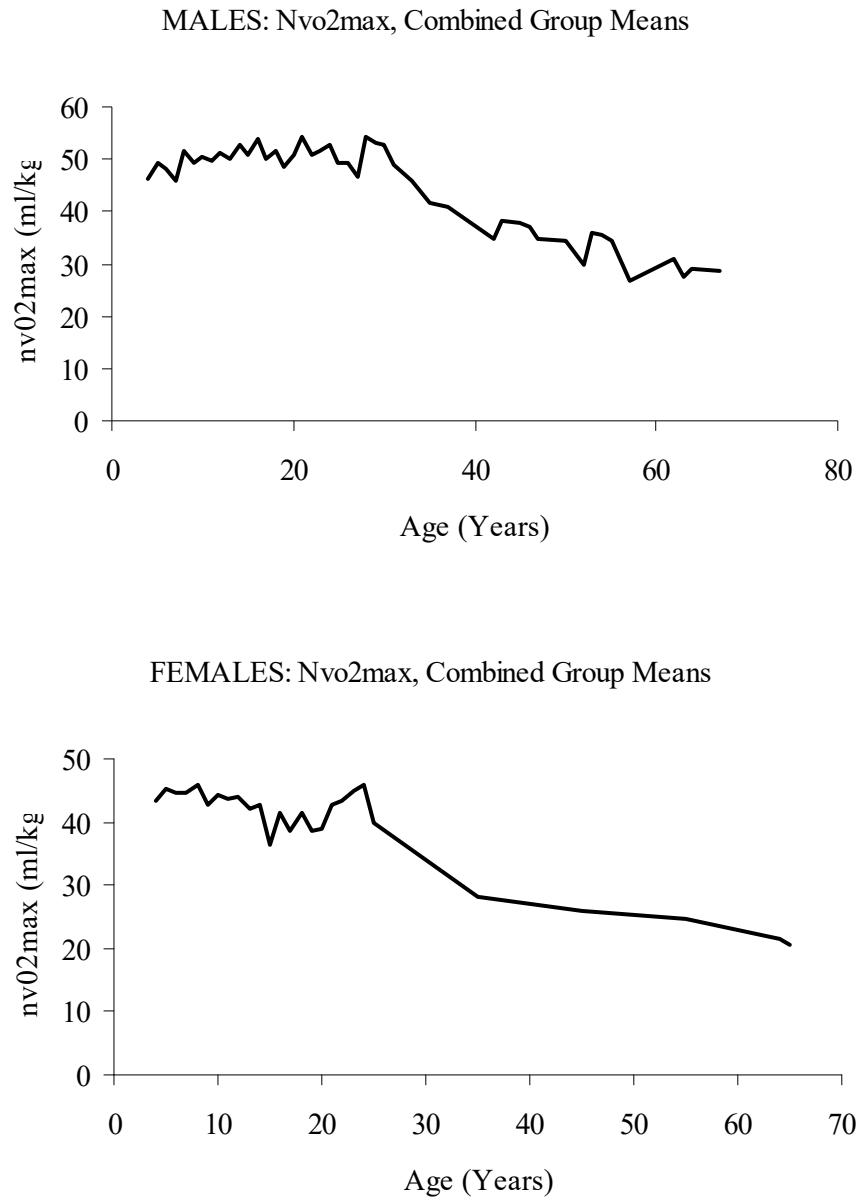 MALES: Nvo2max, Combined Group Means
60
50
40
30
20
10
0
nv02max (ml/kg
0 20 40 60 80
Age (Years)
FEMALES: Nvo2max, Combined Group Means
50
40
30
20
10
0
nv02max (ml/kg
0 10 20 30 40 50 60 70
Age (Years)